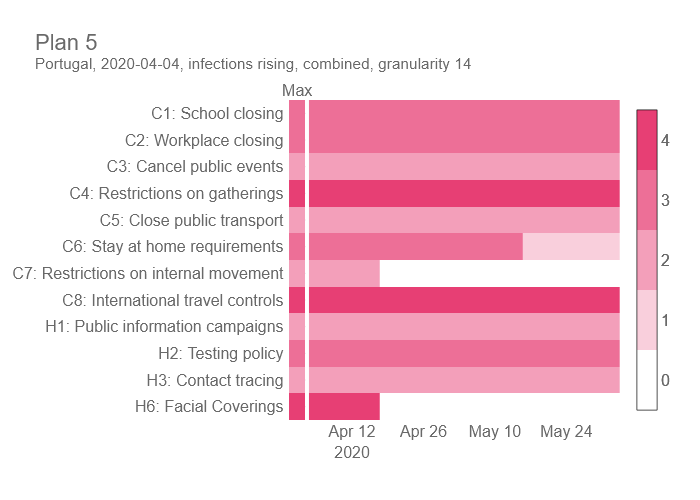 Plan 5
Portugal, 2020-04-04, infections rising, combined, granularity 14
Max
C1: School closing
C2: Workplace closing
C3: Cancel public events
C4: Restrictions on gatherings
C5: Close public transport
C6: Stay at home requirements
C7: Restrictions on internal movement
C8: International travel controls
H1: Public information campaigns
H2: Testing policy
H3: Contact tracing
H6: Facial Coverings
Apr 12 Apr 26 May 10 May 24
2020
4
3
2
1
0